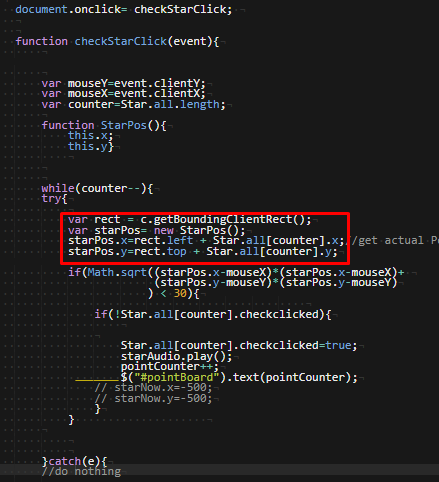 document.onclick= checkStarClick;
function checkStarClick(event){
var mouseY=event.clientY;
var mouseX=event.clientX;
var counter=Star.all.length;
function StarPos(){
this.x;
this.y}
while(counter--){
try{
var rect = c.getBoundingClientRect();
var starPos= new StarPos();
starPos.x=rect.left + Star.all[counter].x;//get actual Po
starPos.y=rect.top + Star.all[counter].y;
if(Math.sqrt((starPos.x-mouseX)*(starPos.x-mouseX)+
(starPos.y-mouseY)*(starPos.y-mouseY)
) < 30){
if(!Star.all[counter].checkclicked){
Star.all[counter].checkclicked=true;
starAudio.play();
pointCounter++;
$("#pointBoard").text(pointCounter);
// starNow.x=-500;
// starNow.y=-500;
}
}
}catch(e){
//do nothing